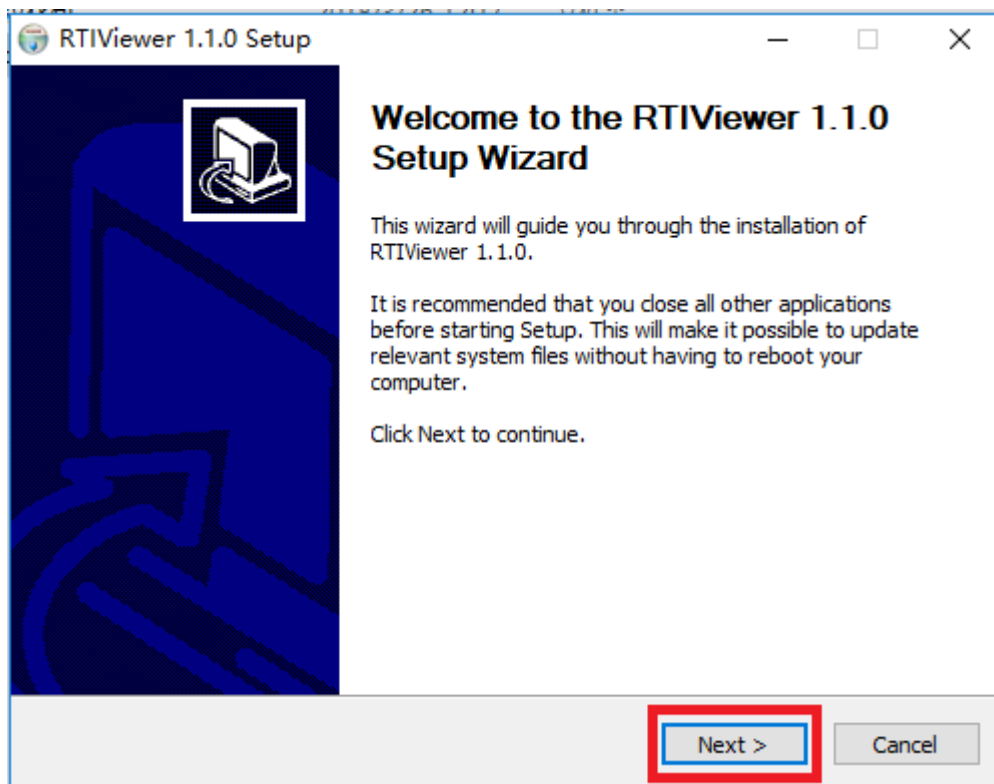 RTIViewer 1.1.0 Setup
Welcome to the RTIViewer 1.1.0
Setup Wizard
This wizard will guide you through the installation of
RTIViewer 1.1.0.
It is recommended that you close all other applications
before starting Setup. This will make it possible to update
relevant system files without having to reboot your
computer.
Click Next to continue.
Next >
Cancel